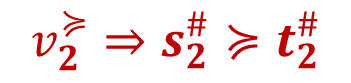 v₂^≽ ⇒ s₂^# ≽ t₂^#